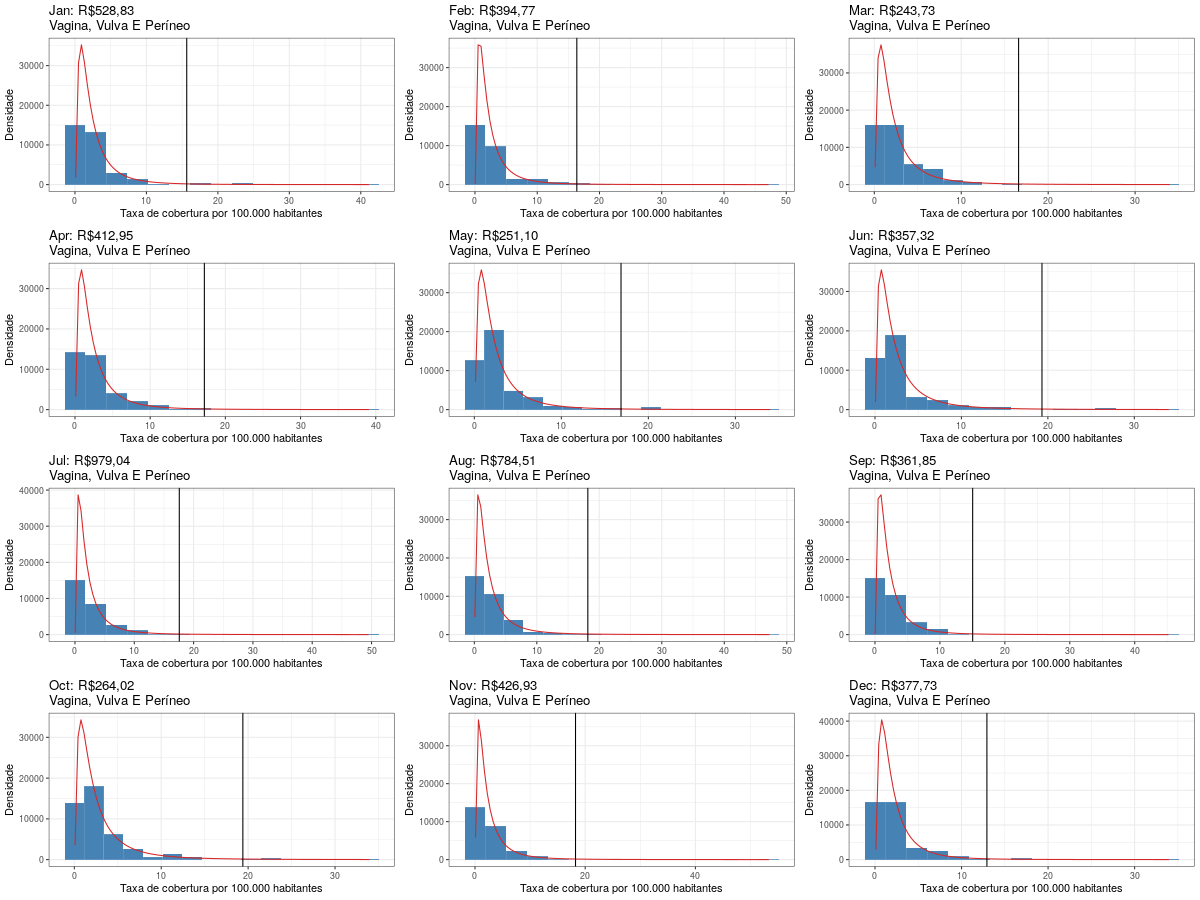 Jan: R$528,83
Vagina, Vulva E Períneo
Densidade
30000
20000
10000
0
0 10 20 30 40
Taxa de cobertura por 100.000 habitantes
Feb: R$394,77
Vagina, Vulva E Períneo
Densidade
30000
20000
10000
0
0 10 20 30 40 50
Taxa de cobertura por 100.000 habitantes
Mar: R$243,73
Vagina, Vulva E Períneo
Densidade
30000
20000
10000
0
0 10 20 30
Taxa de cobertura por 100.000 habitantes
Apr: R$412,95
Vagina, Vulva E Períneo
Densidade
30000
20000
10000
0
0 10 20 30 40
Taxa de cobertura por 100.000 habitantes
May: R$251,10
Vagina, Vulva E Períneo
Densidade
30000
20000
10000
0
0 10 20 30
Taxa de cobertura por 100.000 habitantes
Jun: R$357,32
Vagina, Vulva E Períneo
Densidade
30000
20000
10000
0
0 10 20 30
Taxa de cobertura por 100.000 habitantes
Jul: R$979,04
Vagina, Vulva E Períneo
Densidade
40000
30000
20000
10000
0
0 10 20 30 40 50
Taxa de cobertura por 100.000 habitantes
Aug: R$784,51
Vagina, Vulva E Períneo
Densidade
30000
20000
10000
0
0 10 20 30 40 50
Taxa de cobertura por 100.000 habitantes
Sep: R$361,85
Vagina, Vulva E Períneo
Densidade
30000
20000
10000
0
0 10 20 30 40
Taxa de cobertura por 100.000 habitantes
Oct: R$264,02
Vagina, Vulva E Períneo
Densidade
30000
20000
10000
0
0 10 20 30
Taxa de cobertura por 100.000 habitantes
Nov: R$426,93
Vagina, Vulva E Períneo
Densidade
30000
20000
10000
0
0 20 40
Taxa de cobertura por 100.000 habitantes
Dec: R$377,73
Vagina, Vulva E Períneo
Densidade
40000
30000
20000
10000
0
0 10 20 30
Taxa de cobertura por 100.000 habitantes